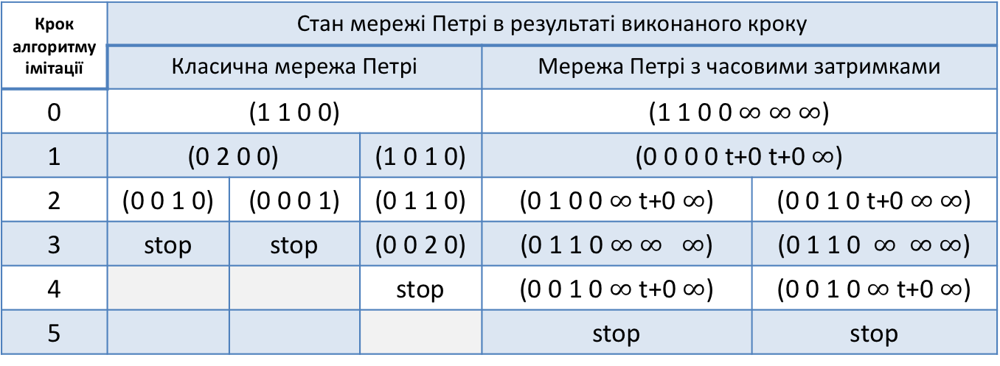 Крок
алгоритму
імітації
Стан мережі Петрі в результаті виконаного кроку
Класична мережа Петрі
Мережа Петрі з часовими затримками
0
(1 1 0 0)
(1 1 0 0 ∞ ∞ ∞)
1
(0 2 0 0)
(1 0 1 0)
(0 0 0 0 t+0 t+0 ∞)
2
(0 0 1 0)
(0 0 0 1)
(0 1 1 0)
(0 1 0 0 ∞ t+0 ∞)
(0 0 1 0 t+0 ∞ ∞)
3
stop
stop
(0 0 2 0)
(0 1 1 0 ∞ ∞ ∞)
(0 1 1 0 ∞ ∞ ∞)
4
stop
(0 0 1 0 ∞ t+0 ∞)
(0 0 1 0 ∞ t+0 ∞)
5
stop
stop